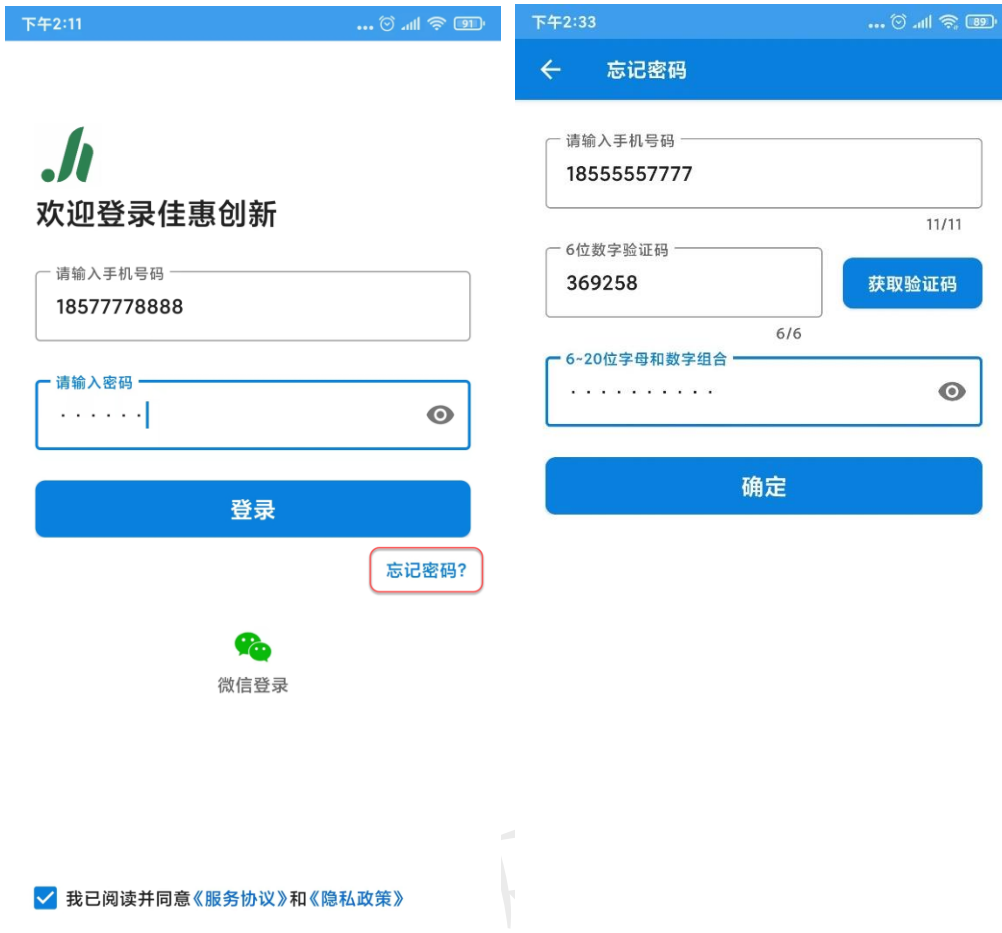 下午2:11
91
欢迎登录佳惠创新
请输入手机号码
18577778888
请输入密码
······
登录
忘记密码?
微信登录
我已阅读并同意《服务协议》和《隐私政策》
下午2:33
89
忘记密码
请输入手机号码
18555557777
11/11
6位数字验证码
369258
获取验证码
6/6
6~20位字母和数字组合
··········
确定